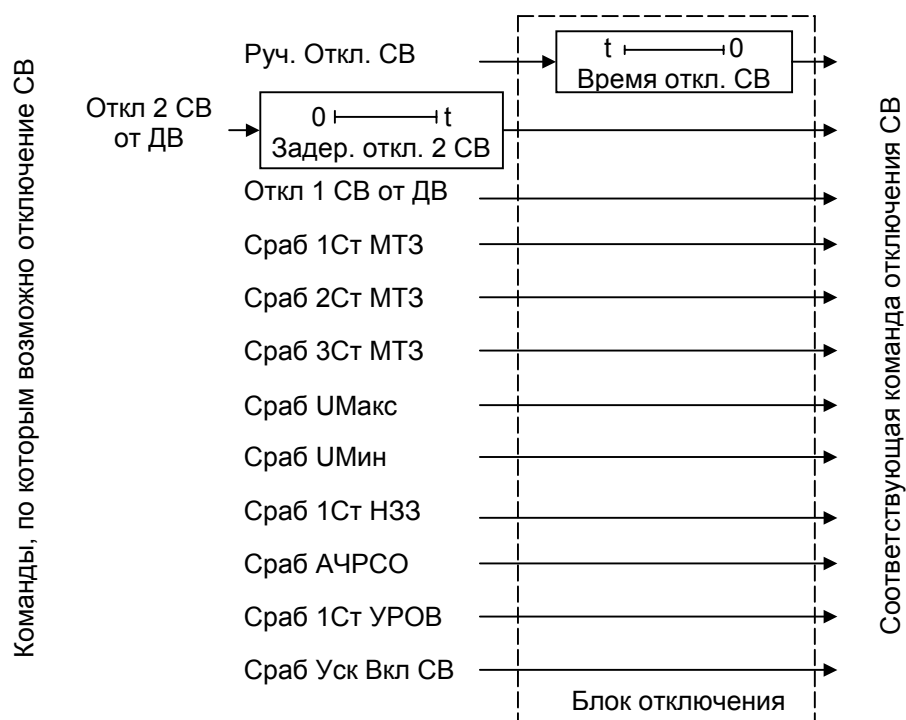 Команды, по которым возможно отключение СВ
Руч. Откл. СВ
t 0
Время откл. СВ
Откл 2 СВ
от ДВ
0 t
Задер. откл. 2 СВ
Откл 1 СВ от ДВ
Сраб 1Ст МТЗ
Сраб 2Ст МТЗ
Сраб 3Ст МТЗ
Сраб UМакс
Сраб UМин
Сраб 1Ст НЗЗ
Сраб АЧРСО
Сраб 1Ст УРОВ
Сраб Уск Вкл СВ
Блок отключения
Соответствующая команда отключения СВ